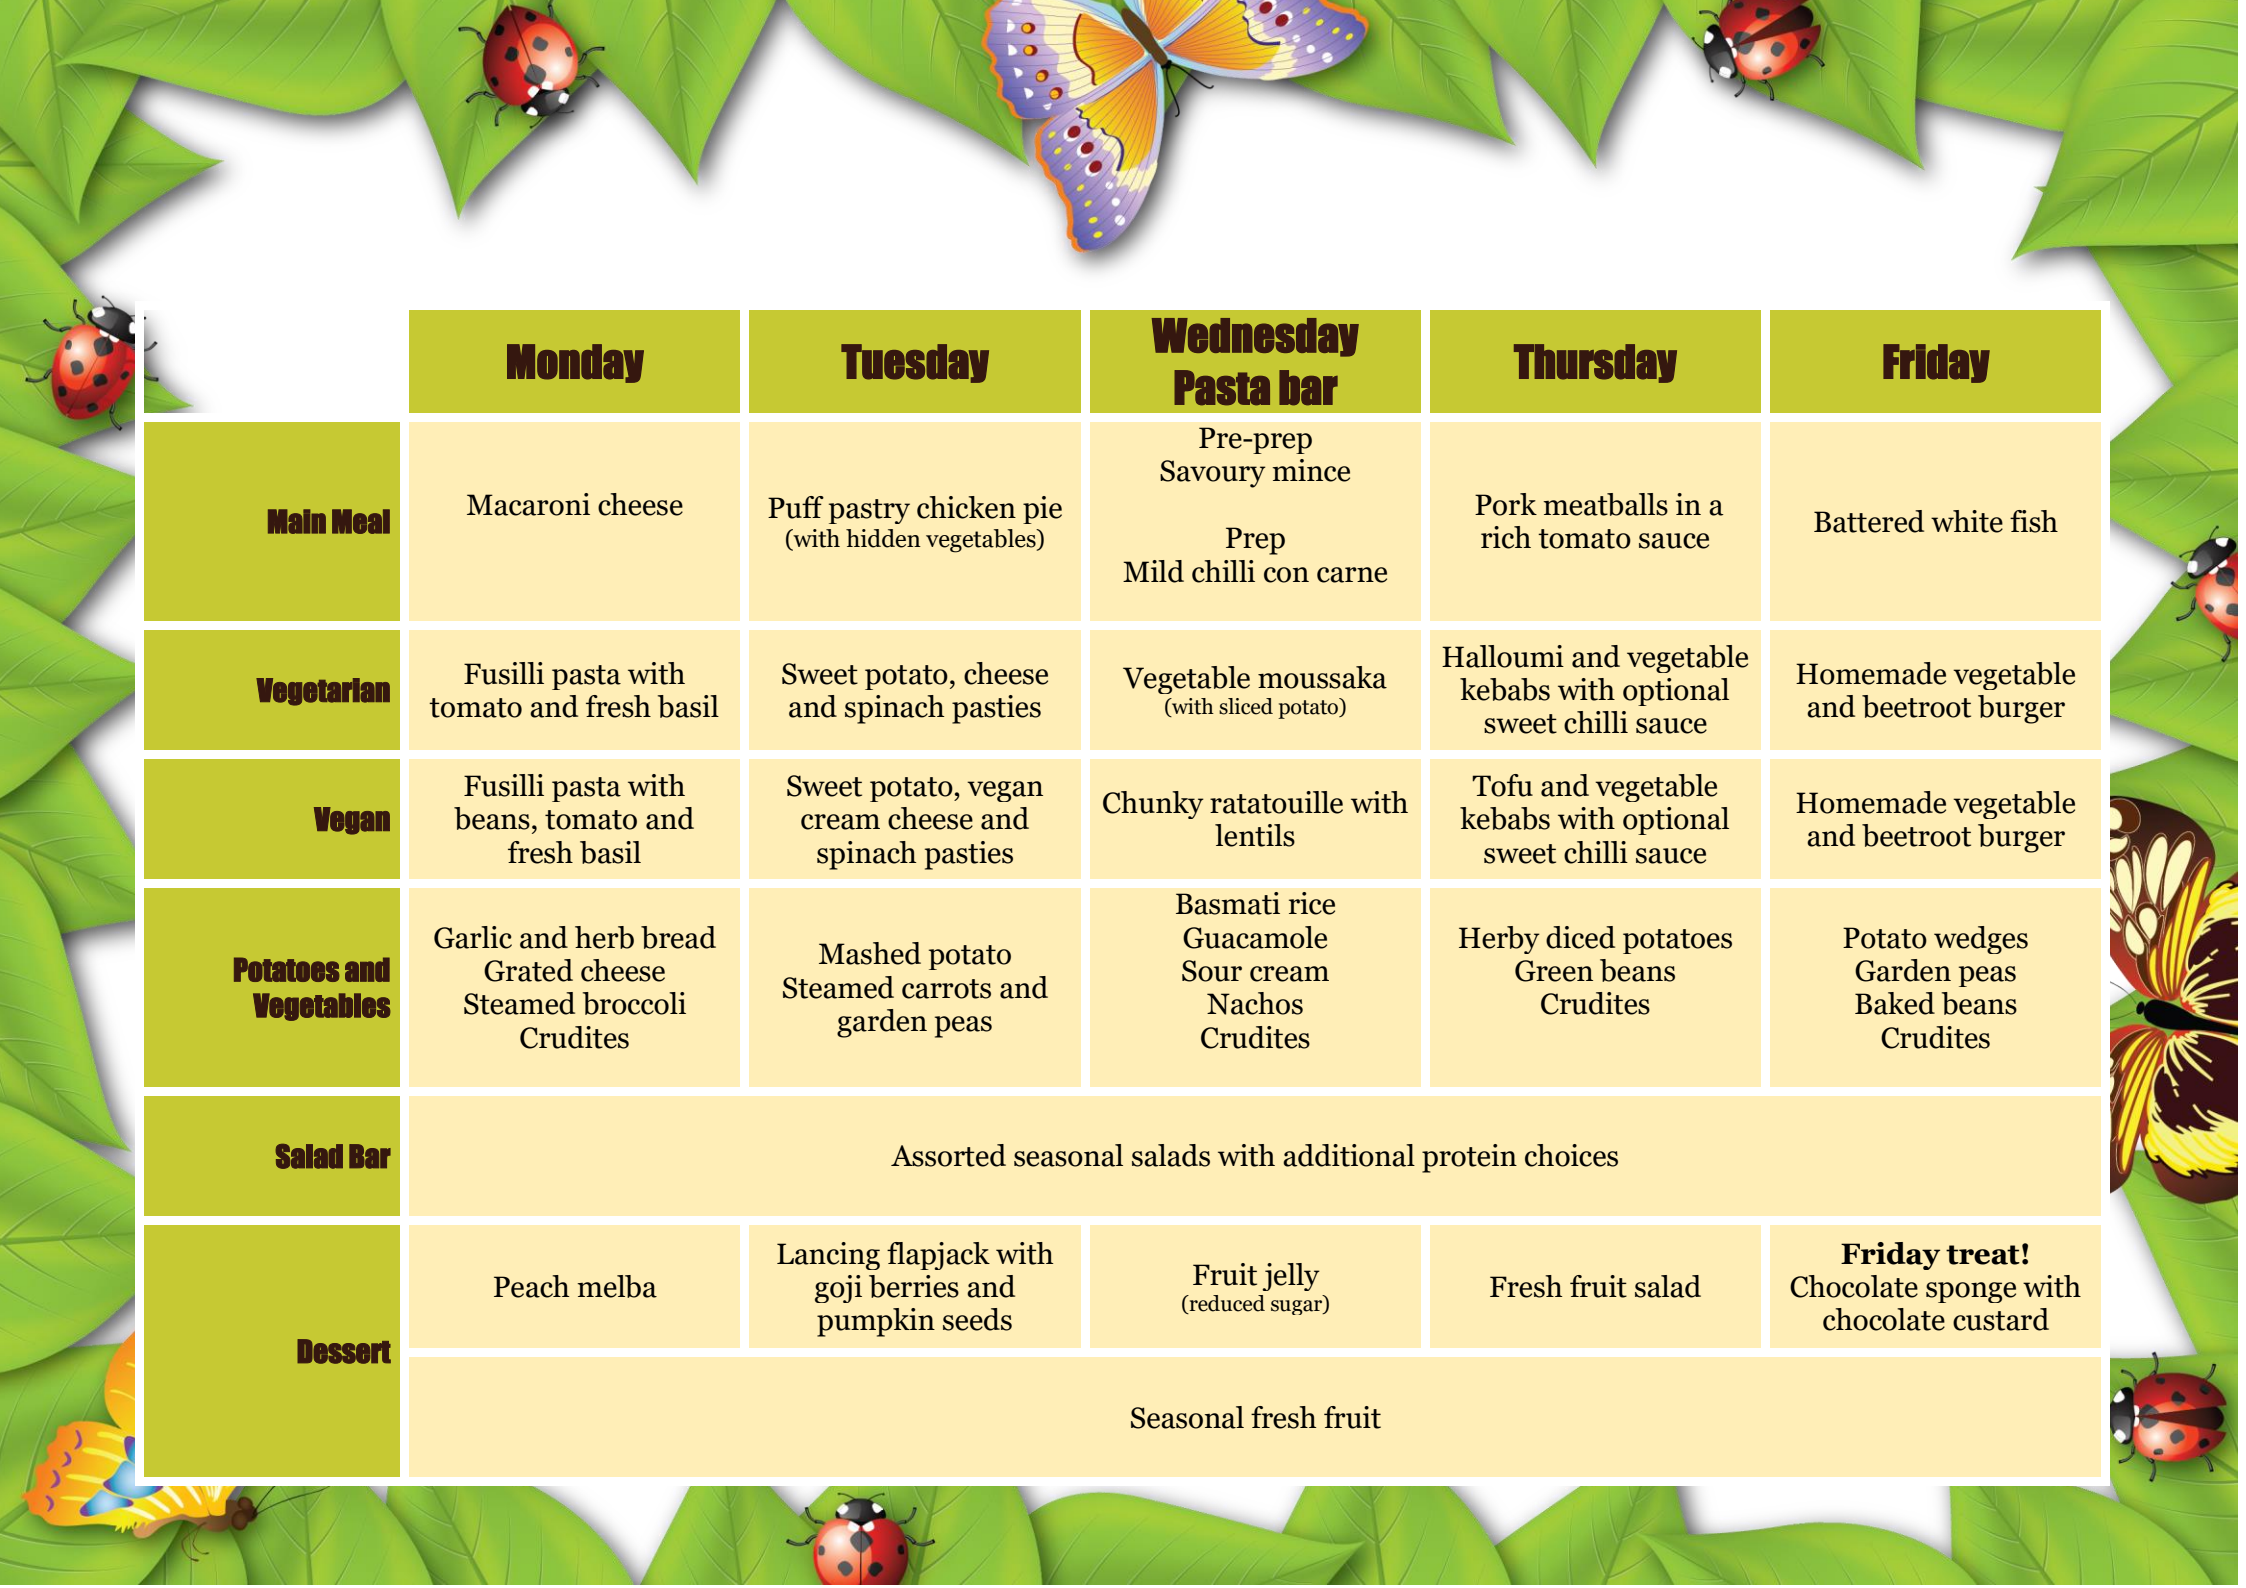 Monday
Tuesday
Wednesday
Pasta bar
Thursday
Friday
Main Meal
Macaroni cheese
Puff pastry chicken pie
(with hidden vegetables)
Pre-prep
Savoury mince
Prep
Mild chilli con carne
Pork meatballs in a
rich tomato sauce
Battered white fish
Vegetarian
Fusilli pasta with
tomato and fresh basil
Sweet potato, cheese
and spinach pasties
Vegetable moussaka
(with sliced potato)
Halloumi and vegetable
kebabs with optional
sweet chilli sauce
Homemade vegetable
and beetroot burger
Vegan
Fusilli pasta with
beans, tomato and
fresh basil
Sweet potato, vegan
cream cheese and
spinach pasties
Chunky ratatouille with
lentils
Tofu and vegetable
kebabs with optional
sweet chilli sauce
Homemade vegetable
and beetroot burger
Potatoes and
Vegetables
Garlic and herb bread
Grated cheese
Steamed broccoli
Crudites
Mashed potato
Steamed carrots and
garden peas
Basmati rice
Guacamole
Sour cream
Nachos
Crudites
Herby diced potatoes
Green beans
Crudites
Potato wedges
Garden peas
Baked beans
Crudites
Salad Bar
Assorted seasonal salads with additional protein choices
Dessert
Peach melba
Lancing flapjack with
goji berries and
pumpkin seeds
Fruit jelly
(reduced sugar)
Fresh fruit salad
Friday treat!
Chocolate sponge with
chocolate custard
Seasonal fresh fruit